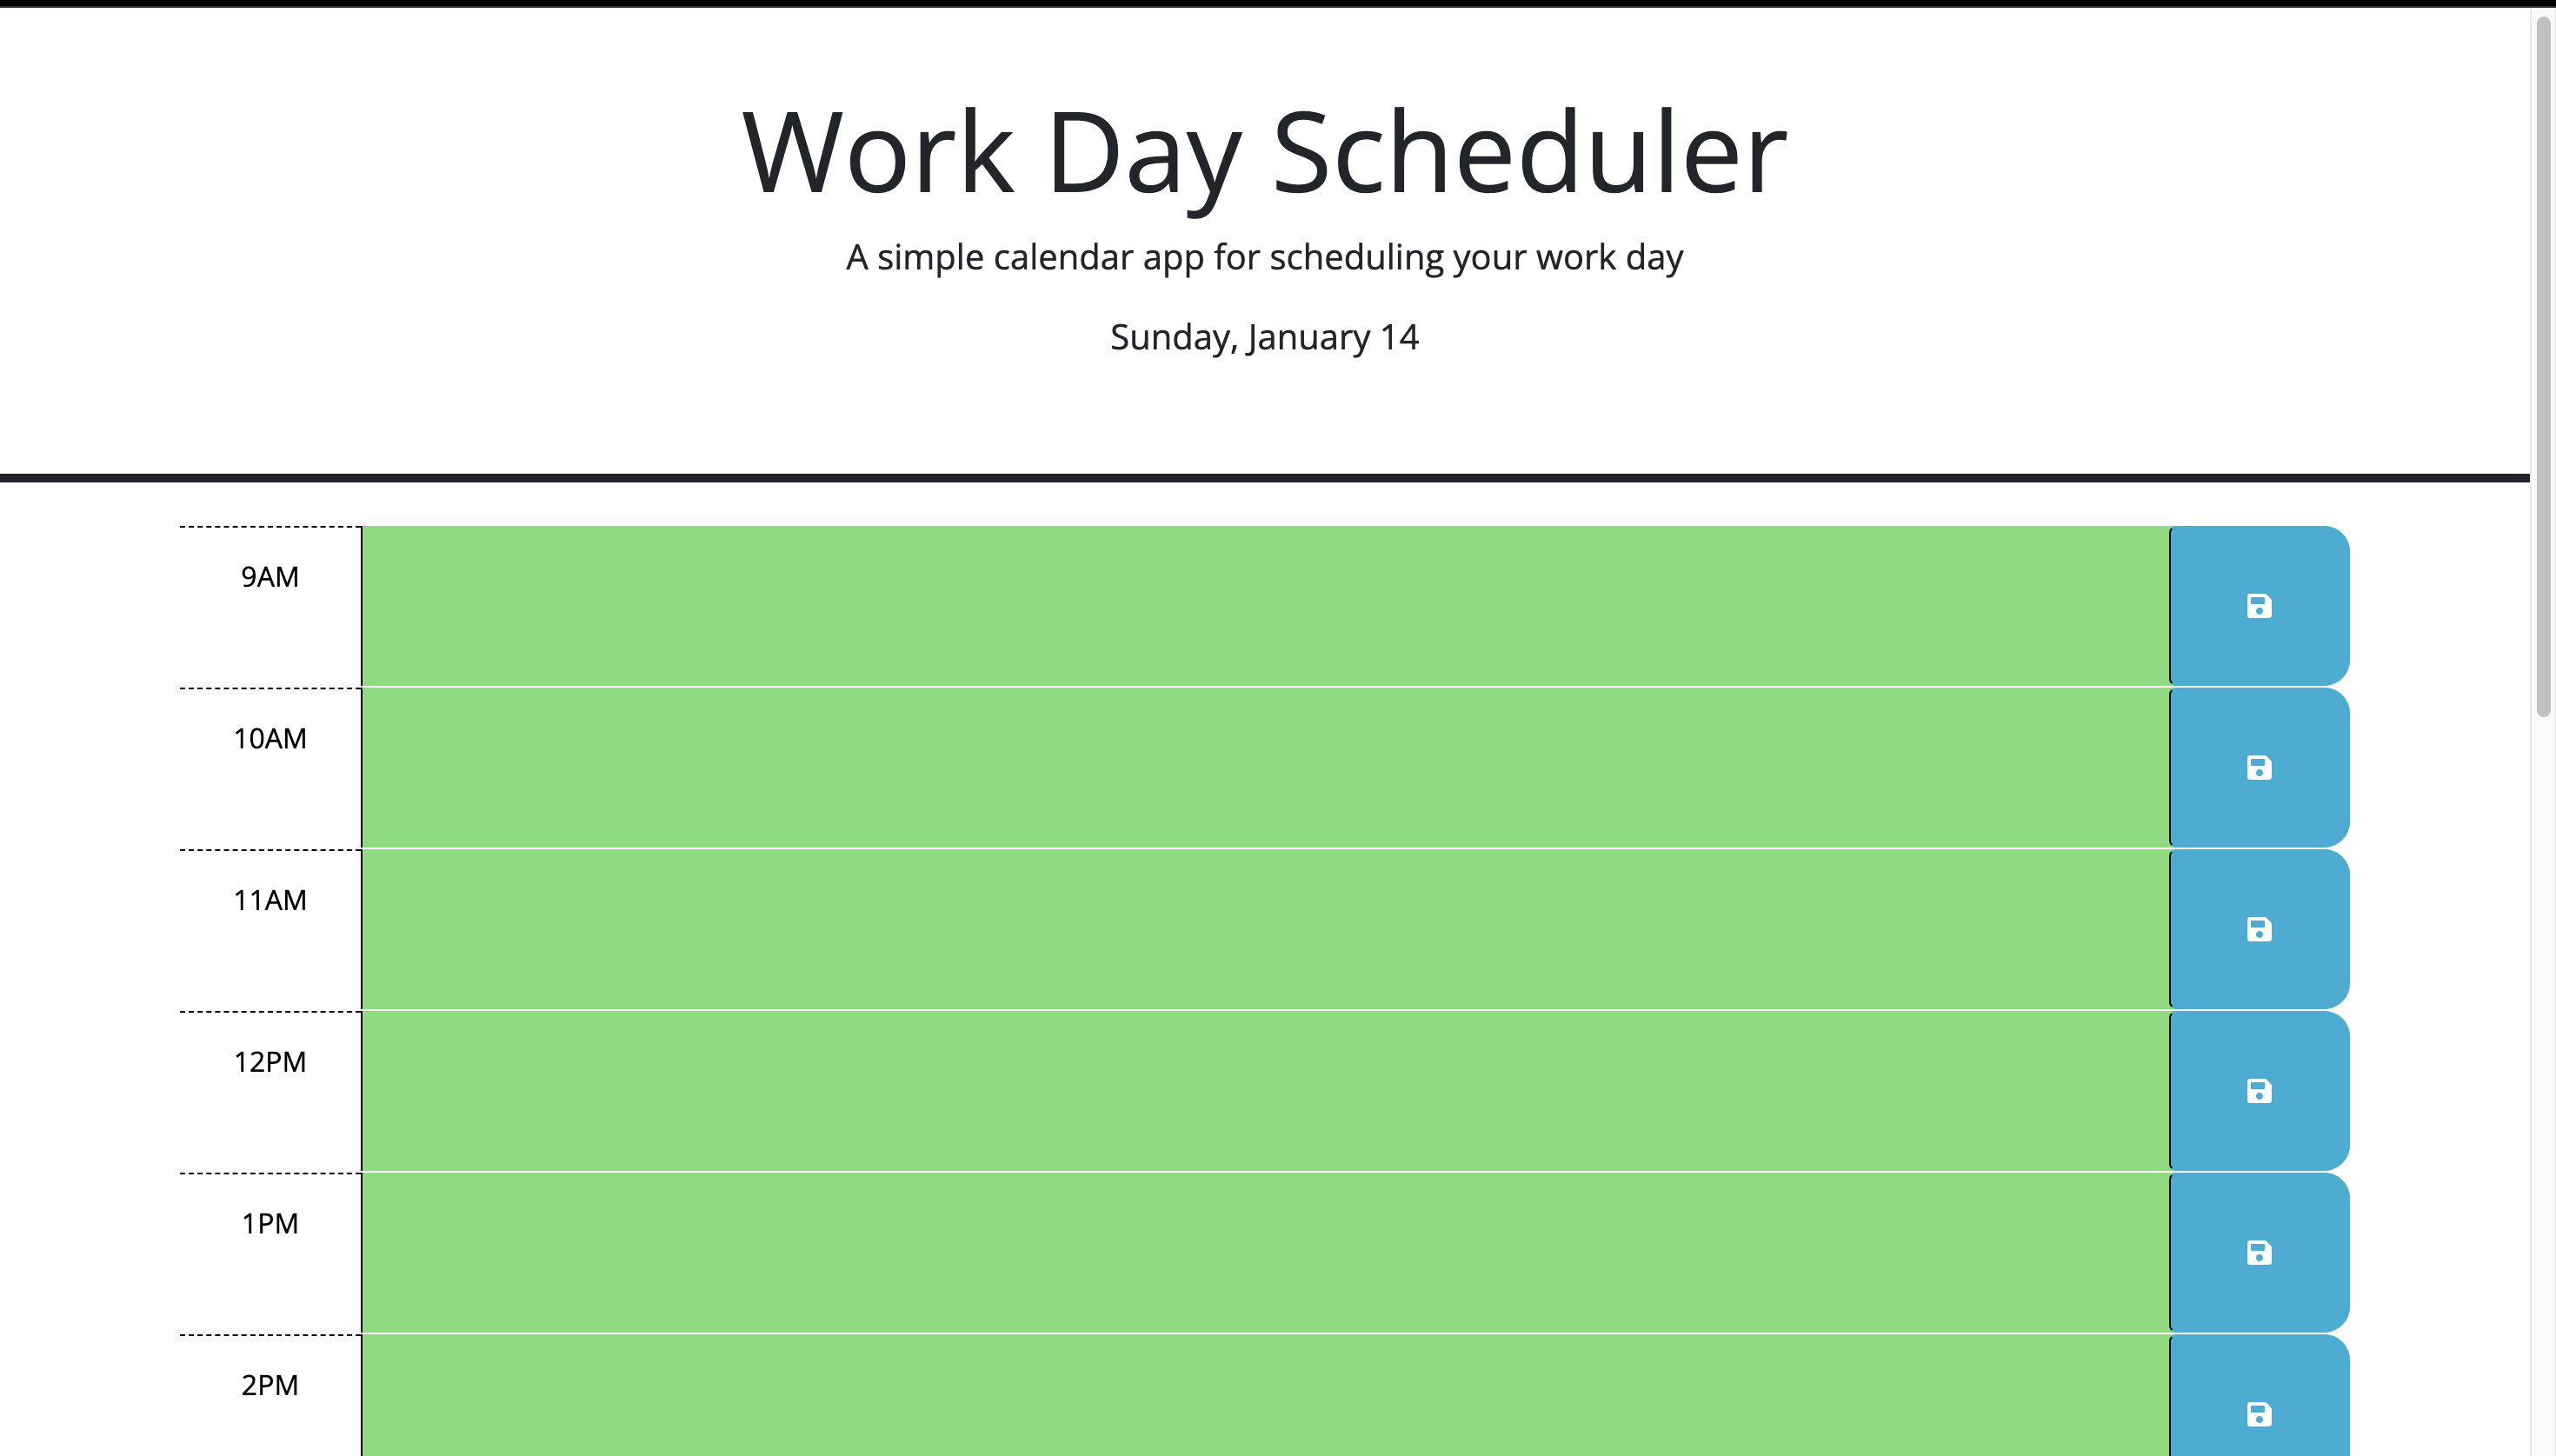 Work Day Scheduler
A simple calendar app for scheduling your work day
Sunday, January 14
9AM
10AM
11AM
12PM
1PM
2PM